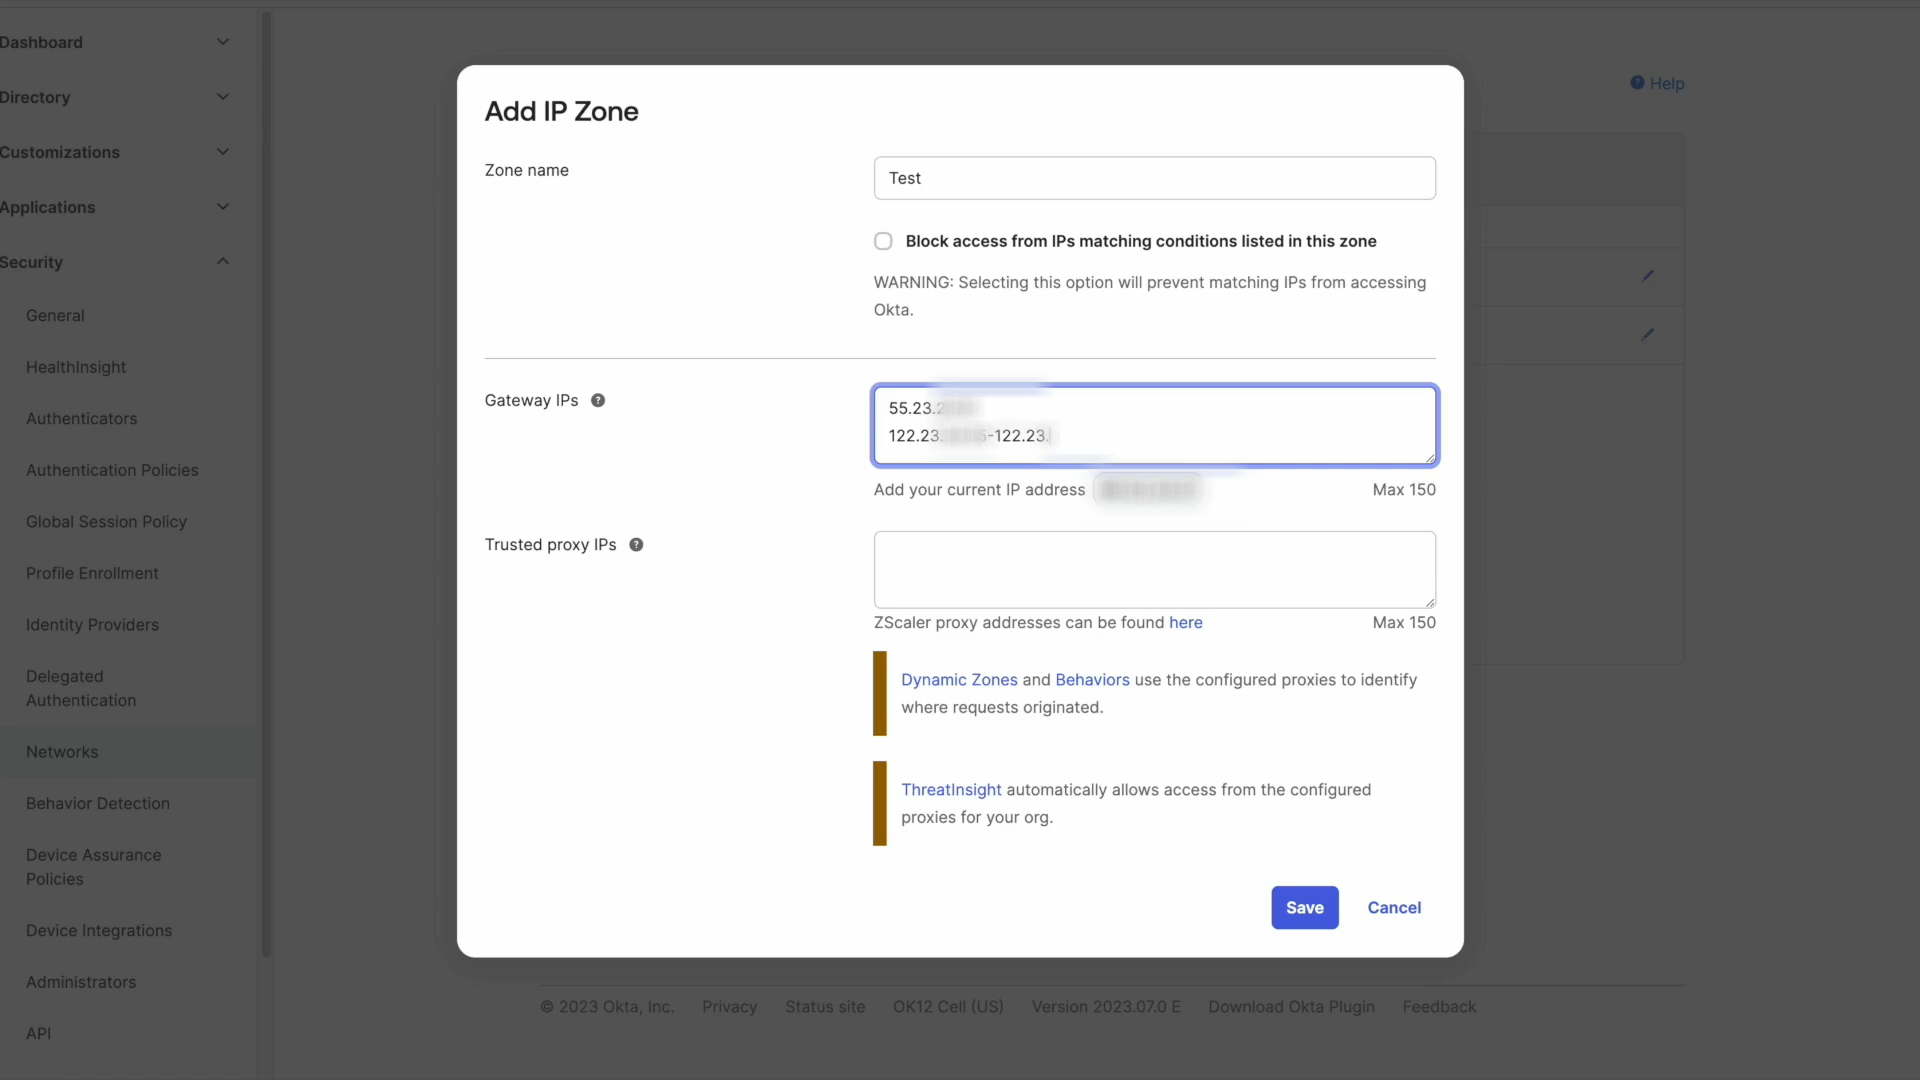 Dashboard
Directory
Customizations
Applications
Security
General
HealthInsight
Authenticators
Authentication Policies
Global Session Policy
Profile Enrollment
Identity Providers
Delegated
Authentication
Networks
Behavior Detection
Device Assurance
Policies
Device Integrations
Administrators
API
Help
Add IP Zone
Zone name
Test
Block access from IPs matching conditions listed in this zone
WARNING: Selecting this option will prevent matching IPs from accessing
Okta.
Gateway IPs ?
55.23.
122.23. -122.23.
Add your current IP address
Max 150
Trusted proxy IPs ?
ZScaler proxy addresses can be found here
Max 150
Dynamic Zones and Behaviors use the configured proxies to identify
where requests originated.
ThreatInsight automatically allows access from the configured
proxies for your org.
Save
Cancel
© 2023 Okta, Inc. Privacy Status site OK12 Cell (US) Version 2023.07.0 E Download Okta Plugin Feedback